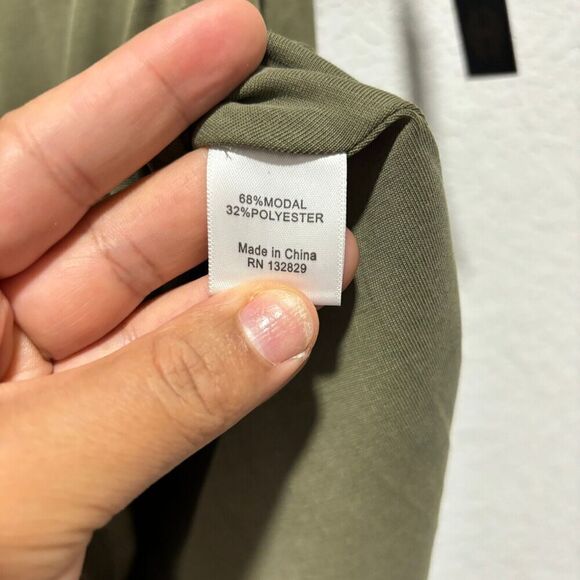 68%MODAL
32%POLYESTER
Made in China
RN 132829